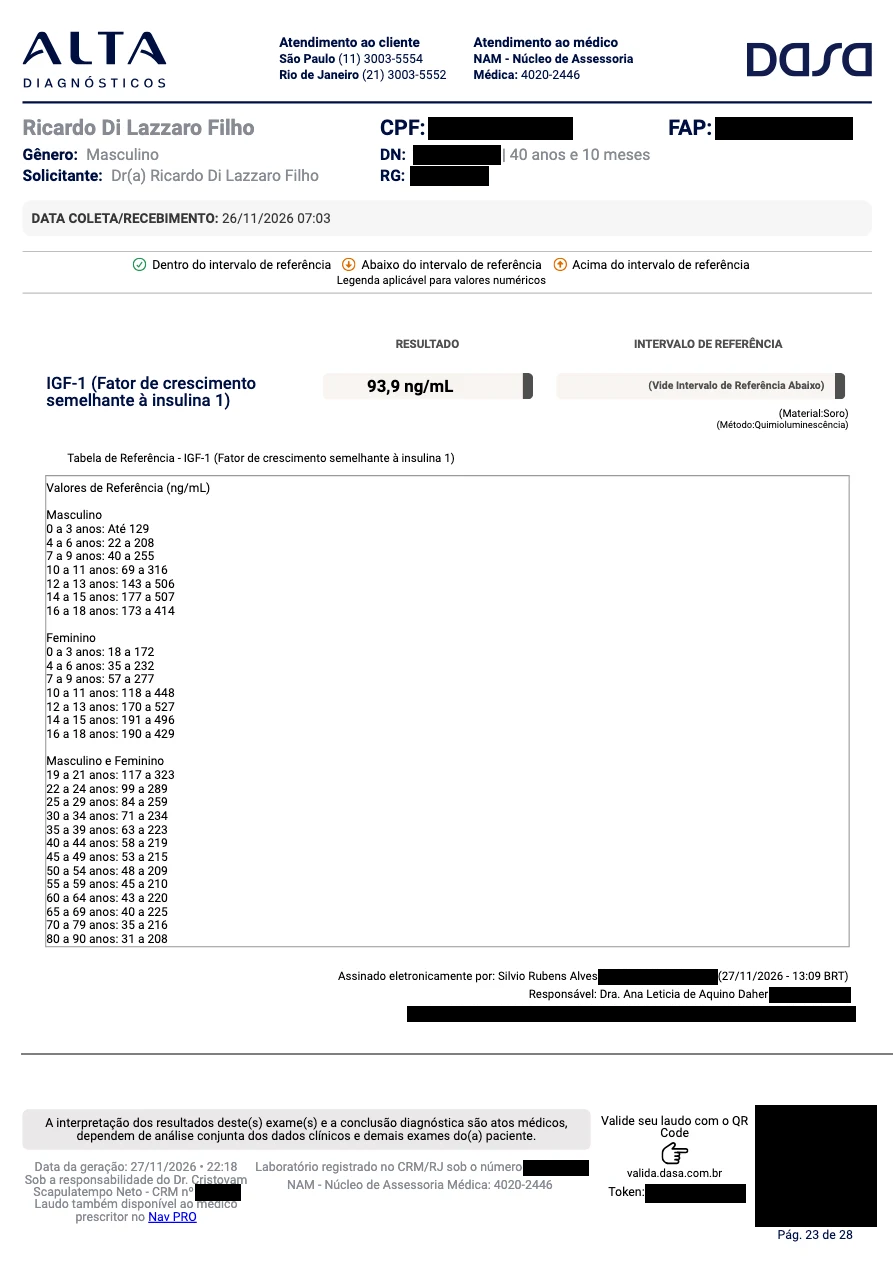 ALTA
DIAGNÓSTICOS
Atendimento ao cliente
São Paulo (11) 3003-5554
Rio de Janeiro (21) 3003-5552
Atendimento ao médico
NAM - Núcleo de Assessoria
Médica: 4020-2446
DASA
Ricardo Di Lazzaro Filho
CPF:
FAP:
Gênero: Masculino
DN: | 40 anos e 10 meses
Solicitante: Dr(a) Ricardo Di Lazzaro Filho
RG:
DATA COLETA/RECEBIMENTO: 26/11/2026 07:03
Dentro do intervalo de referência Abaixo do intervalo de referência Acima do intervalo de referência
Legenda aplicável para valores numéricos
RESULTADO INTERVALO DE REFERÊNCIA
IGF-1 (Fator de crescimento
semelhante à insulina 1)
93,9 ng/mL
(Vide Intervalo de Referência Abaixo)
(Material:Soro)
(Método:Quimioluminescência)
Tabela de Referência - IGF-1 (Fator de crescimento semelhante à insulina 1)
Valores de Referência (ng/mL)
Masculino
0 a 3 anos: Até 129
4 a 6 anos: 22 a 208
7 a 9 anos: 40 a 255
10 a 11 anos: 69 a 316
12 a 13 anos: 143 a 506
14 a 15 anos: 177 a 507
16 a 18 anos: 173 a 414
Feminino
0 a 3 anos: 18 a 172
4 a 6 anos: 35 a 232
7 a 9 anos: 57 a 277
10 a 11 anos: 118 a 448
12 a 13 anos: 170 a 527
14 a 15 anos: 191 a 496
16 a 18 anos: 190 a 429
Masculino e Feminino
19 a 21 anos: 117 a 323
22 a 24 anos: 99 a 289
25 a 29 anos: 84 a 259
30 a 34 anos: 71 a 234
35 a 39 anos: 63 a 223
40 a 44 anos: 58 a 219
45 a 49 anos: 53 a 215
50 a 54 anos: 48 a 209
55 a 59 anos: 45 a 210
60 a 64 anos: 43 a 220
65 a 69 anos: 40 a 225
70 a 79 anos: 35 a 216
80 a 90 anos: 31 a 208
Assinado eletronicamente por: Silvio Rubens Alves (27/11/2026 - 13:09 BRT)
Responsável: Dra. Ana Leticia de Aquino Daher
A interpretação dos resultados deste(s) exame(s) e a conclusão diagnóstica são atos médicos,
dependem de análise conjunta dos dados clínicos e demais exames do(a) paciente.
Data da geração: 27/11/2026 • 22:18
Sob a responsabilidade do Dr. Cristovam
Scapulatempo Neto - CRM nº
Laudo também disponível ao médico
prescritor no Nav PRO
Laboratório registrado no CRM/RJ sob o número
NAM - Núcleo de Assessoria Médica: 4020-2446
Valide seu laudo com o QR
Code
valida.dasa.com.br
Token:
Pág. 23 de 28